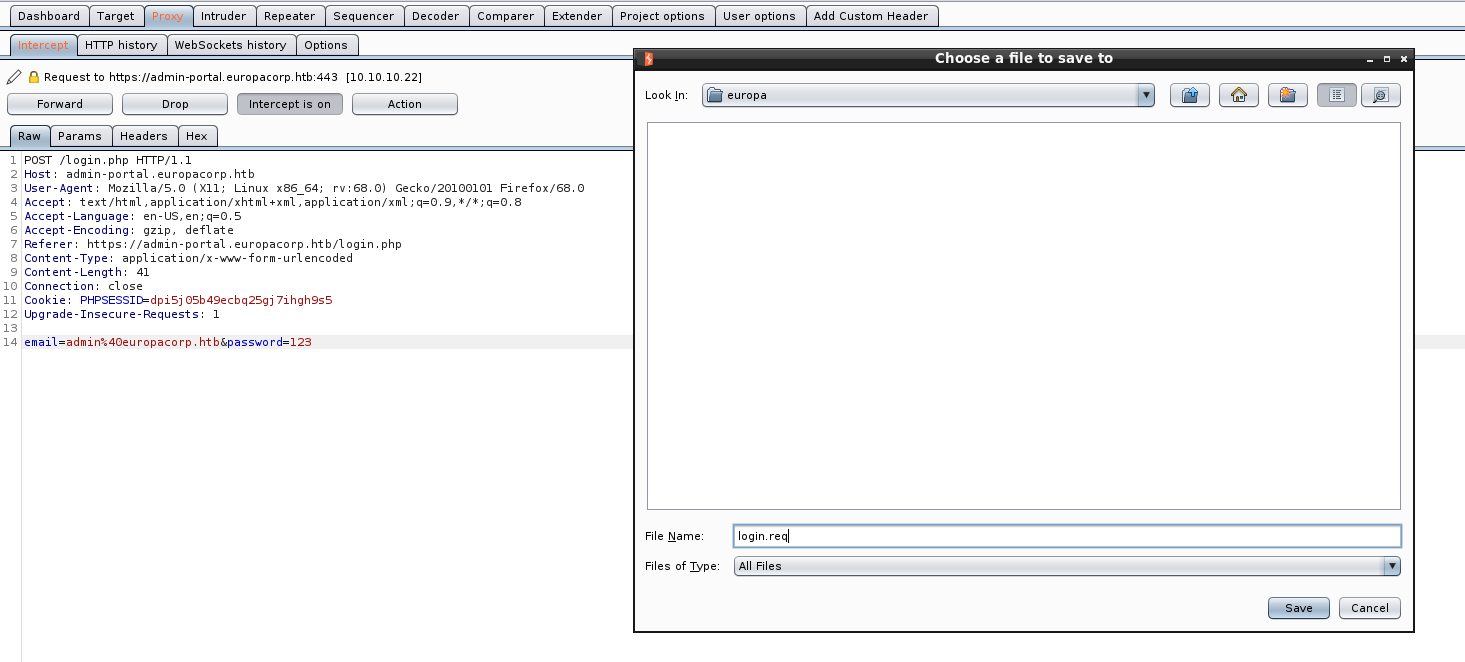 Dashboard Target Proxy Intruder Repeater Sequencer Decoder Comparer Extender Project options User options Add Custom Header
Intercept HTTP history WebSockets history Options
Request to https://admin-portal.europacorp.htb:443 [10.10.10.22]
Forward Drop Intercept is on Action
Raw Params Headers Hex
1 POST /login.php HTTP/1.1
2 Host: admin-portal.europacorp.htb
3 User-Agent: Mozilla/5.0 (X11; Linux x86_64; rv:68.0) Gecko/20100101 Firefox/68.0
4 Accept: text/html,application/xhtml+xml,application/xml;q=0.9,*/*;q=0.8
5 Accept-Language: en-US,en;q=0.5
6 Accept-Encoding: gzip, deflate
7 Referer: https://admin-portal.europacorp.htb/login.php
8 Content-Type: application/x-www-form-urlencoded
9 Content-Length: 41
10 Connection: close
11 Cookie: PHPSESSID=dpi5j05b49ecbq25gj7ihgh9s5
12 Upgrade-Insecure-Requests: 1
13
14 email=admin%40europacorp.htb&password=123
Choose a file to save to
Look In: europa
File Name: login.req
Files of Type: All Files
Save Cancel